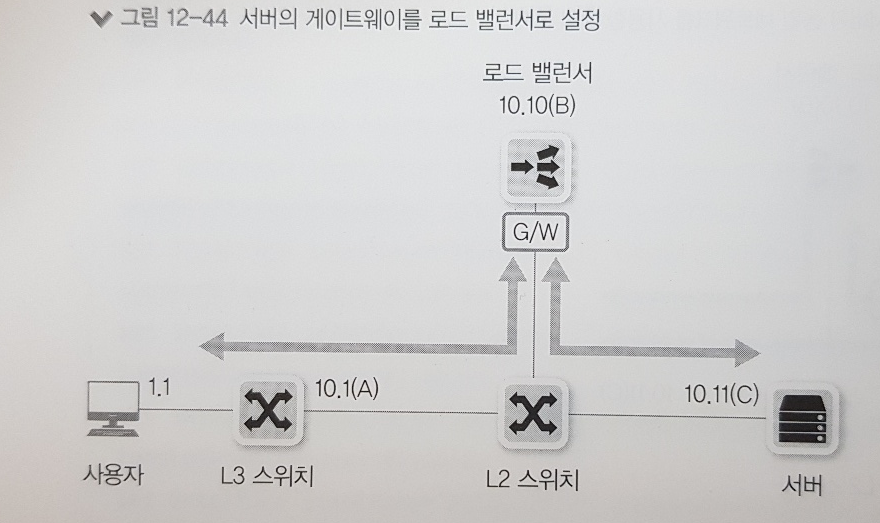 그림 12-44 서버의 게이트웨이를 로드 밸런서로 설정
로드 밸런서
10.10(B)
G/W
1.1
10.1(A)
10.11(C)
사용자
L3 스위치
L2 스위치
서버